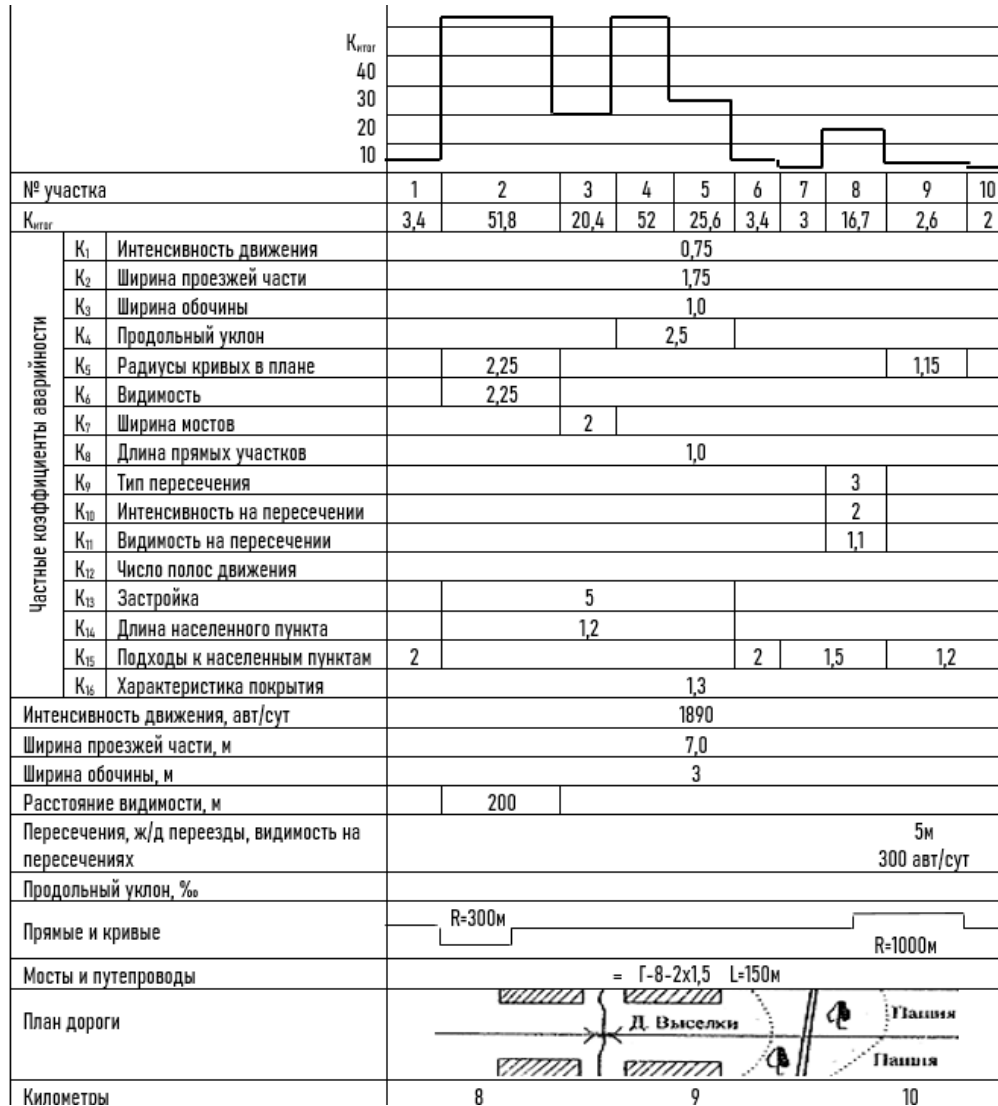 Китог
40
30
20
10
№ участка 1 2 3 4 5 6 7 8 9 10
Китог 3,4 51,8 20,4 52 25,6 3,4 3 16,7 2,6 2
Частные коэффициенты аварийности
К₁ Интенсивность движения 0,75
К₂ Ширина проезжей части 1,75
К₃ Ширина обочины 1,0
К₄ Продольный уклон 2,5
К₅ Радиусы кривых в плане 2,25 1,15
К₆ Видимость 2,25
К₇ Ширина мостов 2
К₈ Длина прямых участков 1,0
К₉ Тип пересечения 3
К₁₀ Интенсивность на пересечении 2
К₁₁ Видимость на пересечении 1,1
К₁₂ Число полос движения
К₁₃ Застройка 5
К₁₄ Длина населенного пункта 1,2
К₁₅ Подходы к населенным пунктам 2 2 1,5 1,2
К₁₆ Характеристика покрытия 1,3
Интенсивность движения, авт/сут 1890
Ширина проезжей части, м 7,0
Ширина обочины, м 3
Расстояние видимости, м 200
Пересечения, ж/д переезды, видимость на 5м
пересечениях 300 авт/сут
Продольный уклон, ‰
Прямые и кривые R=300м R=1000м
Мосты и путепроводы = Г-8-2х1,5 L=150м
План дороги Д. Выселки Пашня
Пашня
Километры 8 9 10